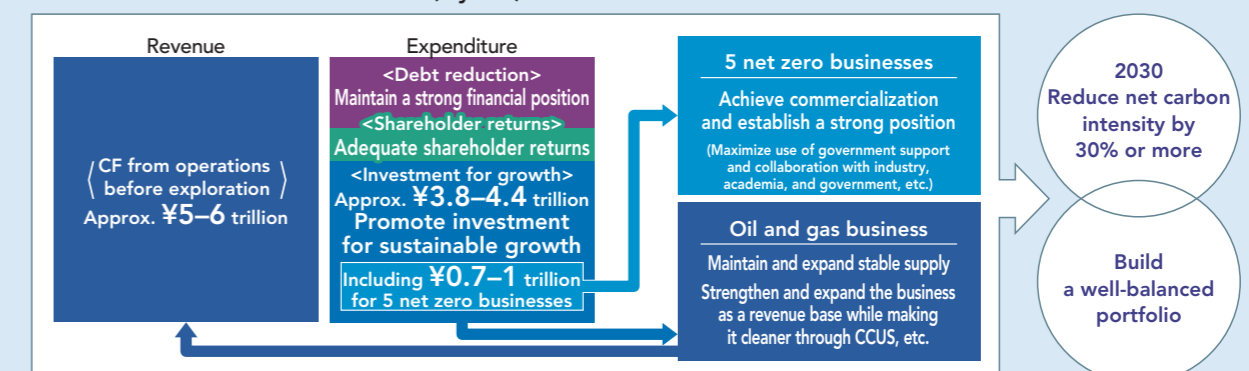 Revenue
CF from operations
before exploration
Approx. ¥5–6 trillion
Expenditure
<Debt reduction>
Maintain a strong financial position
<Shareholder returns>
Adequate shareholder returns
<Investment for growth>
Approx. ¥3.8–4.4 trillion
Promote investment
for sustainable growth
Including ¥0.7–1 trillion
for 5 net zero businesses
5 net zero businesses
Achieve commercialization
and establish a strong position
(Maximize use of government support
and collaboration with industry,
academia, and government, etc.)
Oil and gas business
Maintain and expand stable supply
Strengthen and expand the business
as a revenue base while making
it cleaner through CCUS, etc.
2030
Reduce net carbon
intensity by
30% or more
Build
a well-balanced
portfolio